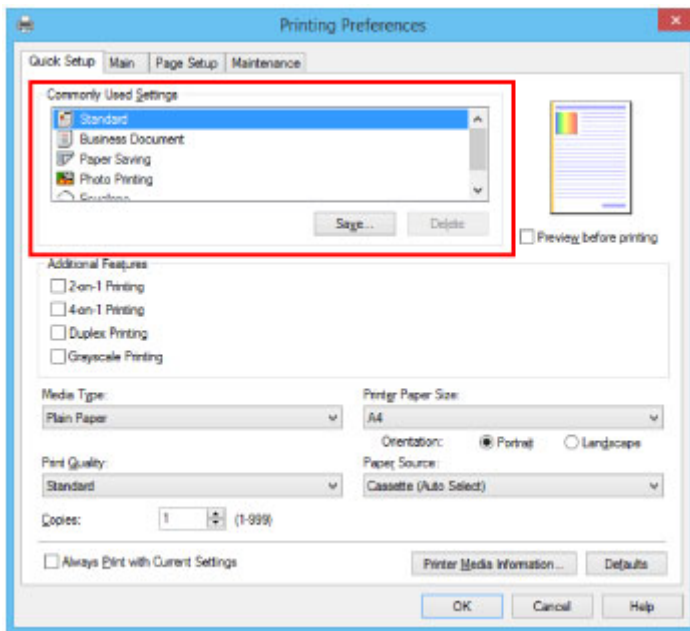 Printing Preferences
Quick Setup Main Page Setup Maintenance
Commonly Used Settings
Standard
Business Document
Paper Saving
Photo Printing
Envelope
Save... Delete
Preview before printing
Additional Features
2-on-1 Printing
4-on-1 Printing
Duplex Printing
Grayscale Printing
Media Type: Printer Paper Size:
Plain Paper A4
Orientation: Portrait Landscape
Print Quality: Paper Source:
Standard Cassette (Auto Select)
Copies: 1 (1-999)
Always Print with Current Settings Printer Media Information... Defaults
OK Cancel Help